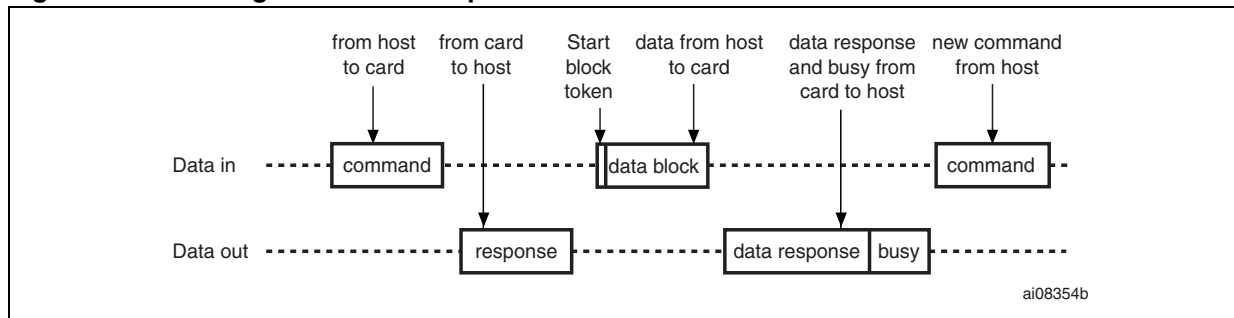 from host
to card
from card
to host
Start
block
token
data from host
to card
data response
and busy from
card to host
new command
from host
Data in
command
data block
command
Data out
response
data response
busy
ai08354b